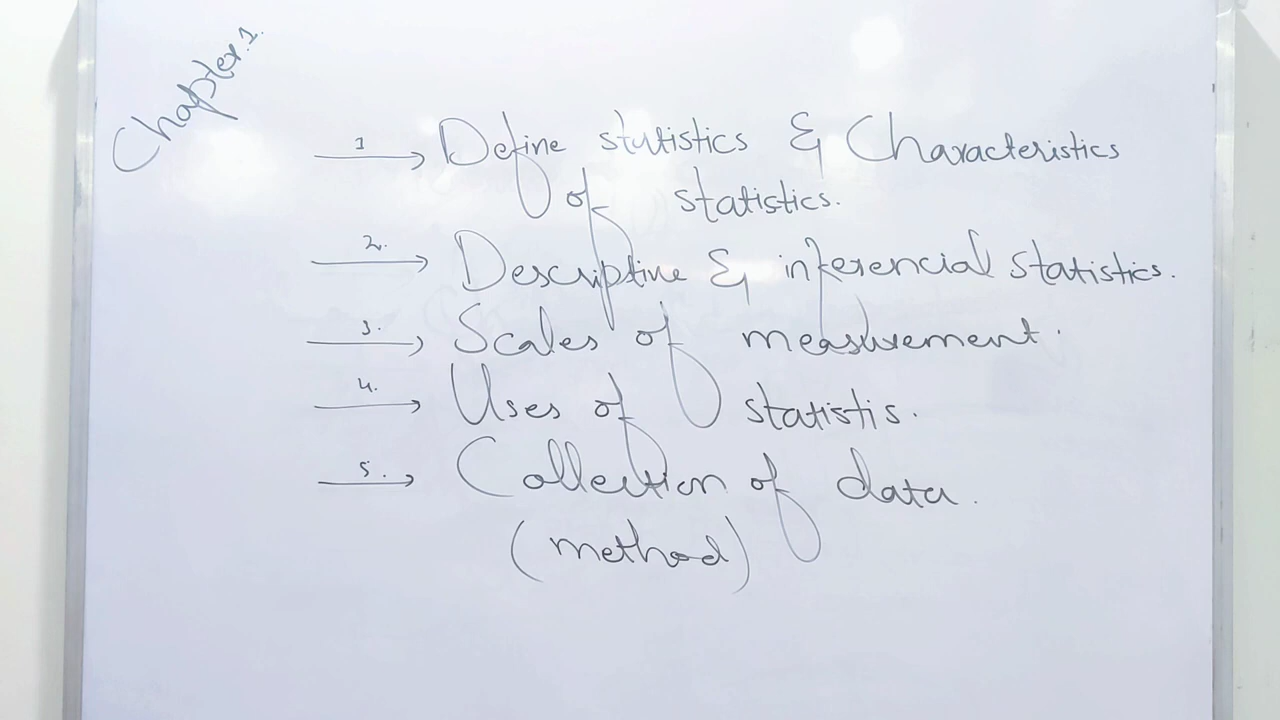 Chapter.1.
1 → Define statistics & Characteristics
of statistics.
2. → Descriptive & inferencial statistics.
3. → Scales of measurement.
4. → Uses of statistis.
5. → Collection of data.
(method)